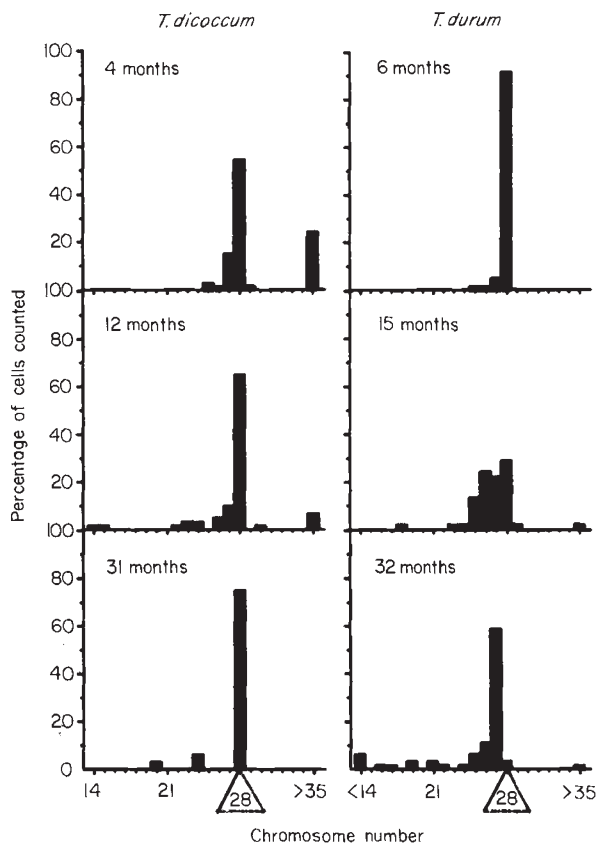 T. dicoccum
T. durum
Percentage of cells counted
100
80
60
40
20
4 months
6 months
100
80
60
40
20
12 months
15 months
100
80
60
40
20
0
31 months
32 months
14
21
28
>35
<14
21
28
>35
Chromosome number